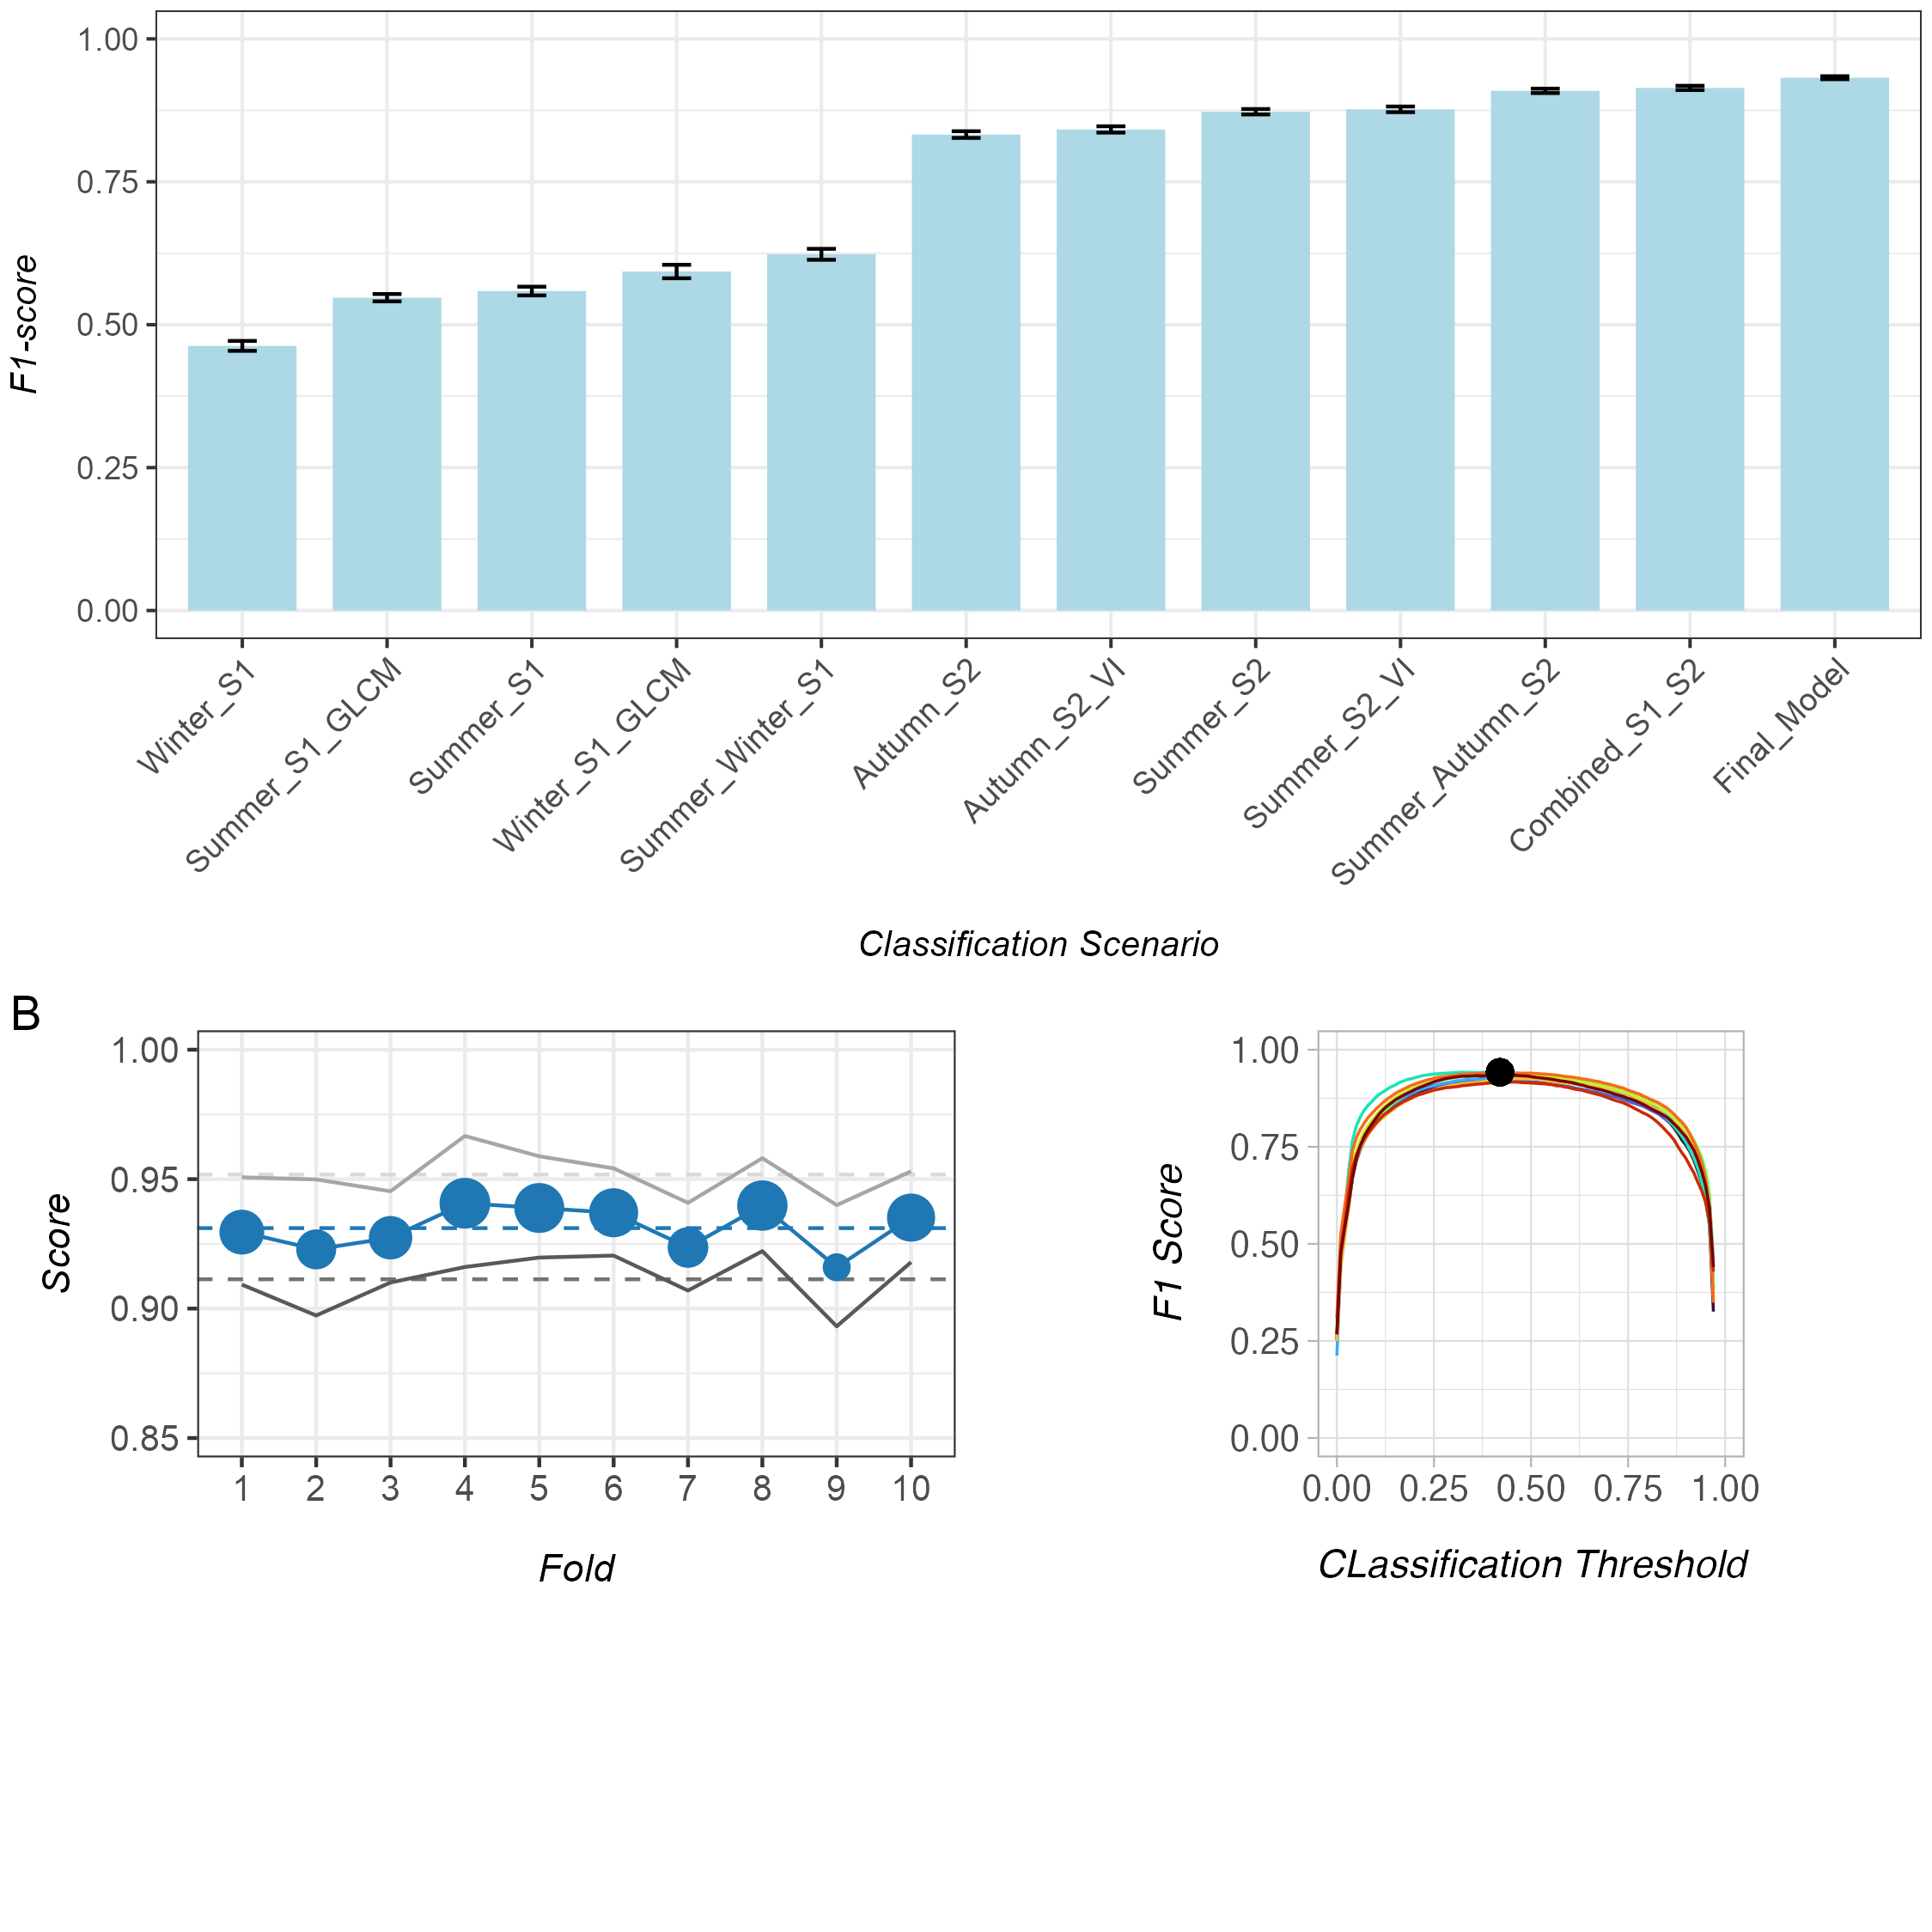 1.00
0.75
0.50
0.25
0.00
F1-score
Winter_S1
Summer_S1_GLCM
Summer_S1
Winter_S1_GLCM
Summer_Winter_S1
Autumn_S2
Autumn_S2_VI
Summer_S2
Summer_S2_VI
Summer_Autumn_S2
Combined_S1_S2
Final_Model
Classification Scenario
B
1.00
0.95
0.90
0.85
Score
1 2 3 4 5 6 7 8 9 10
Fold
1.00
0.75
0.50
0.25
0.00
F1 Score
0.00 0.25 0.50 0.75 1.00
CLassification Threshold